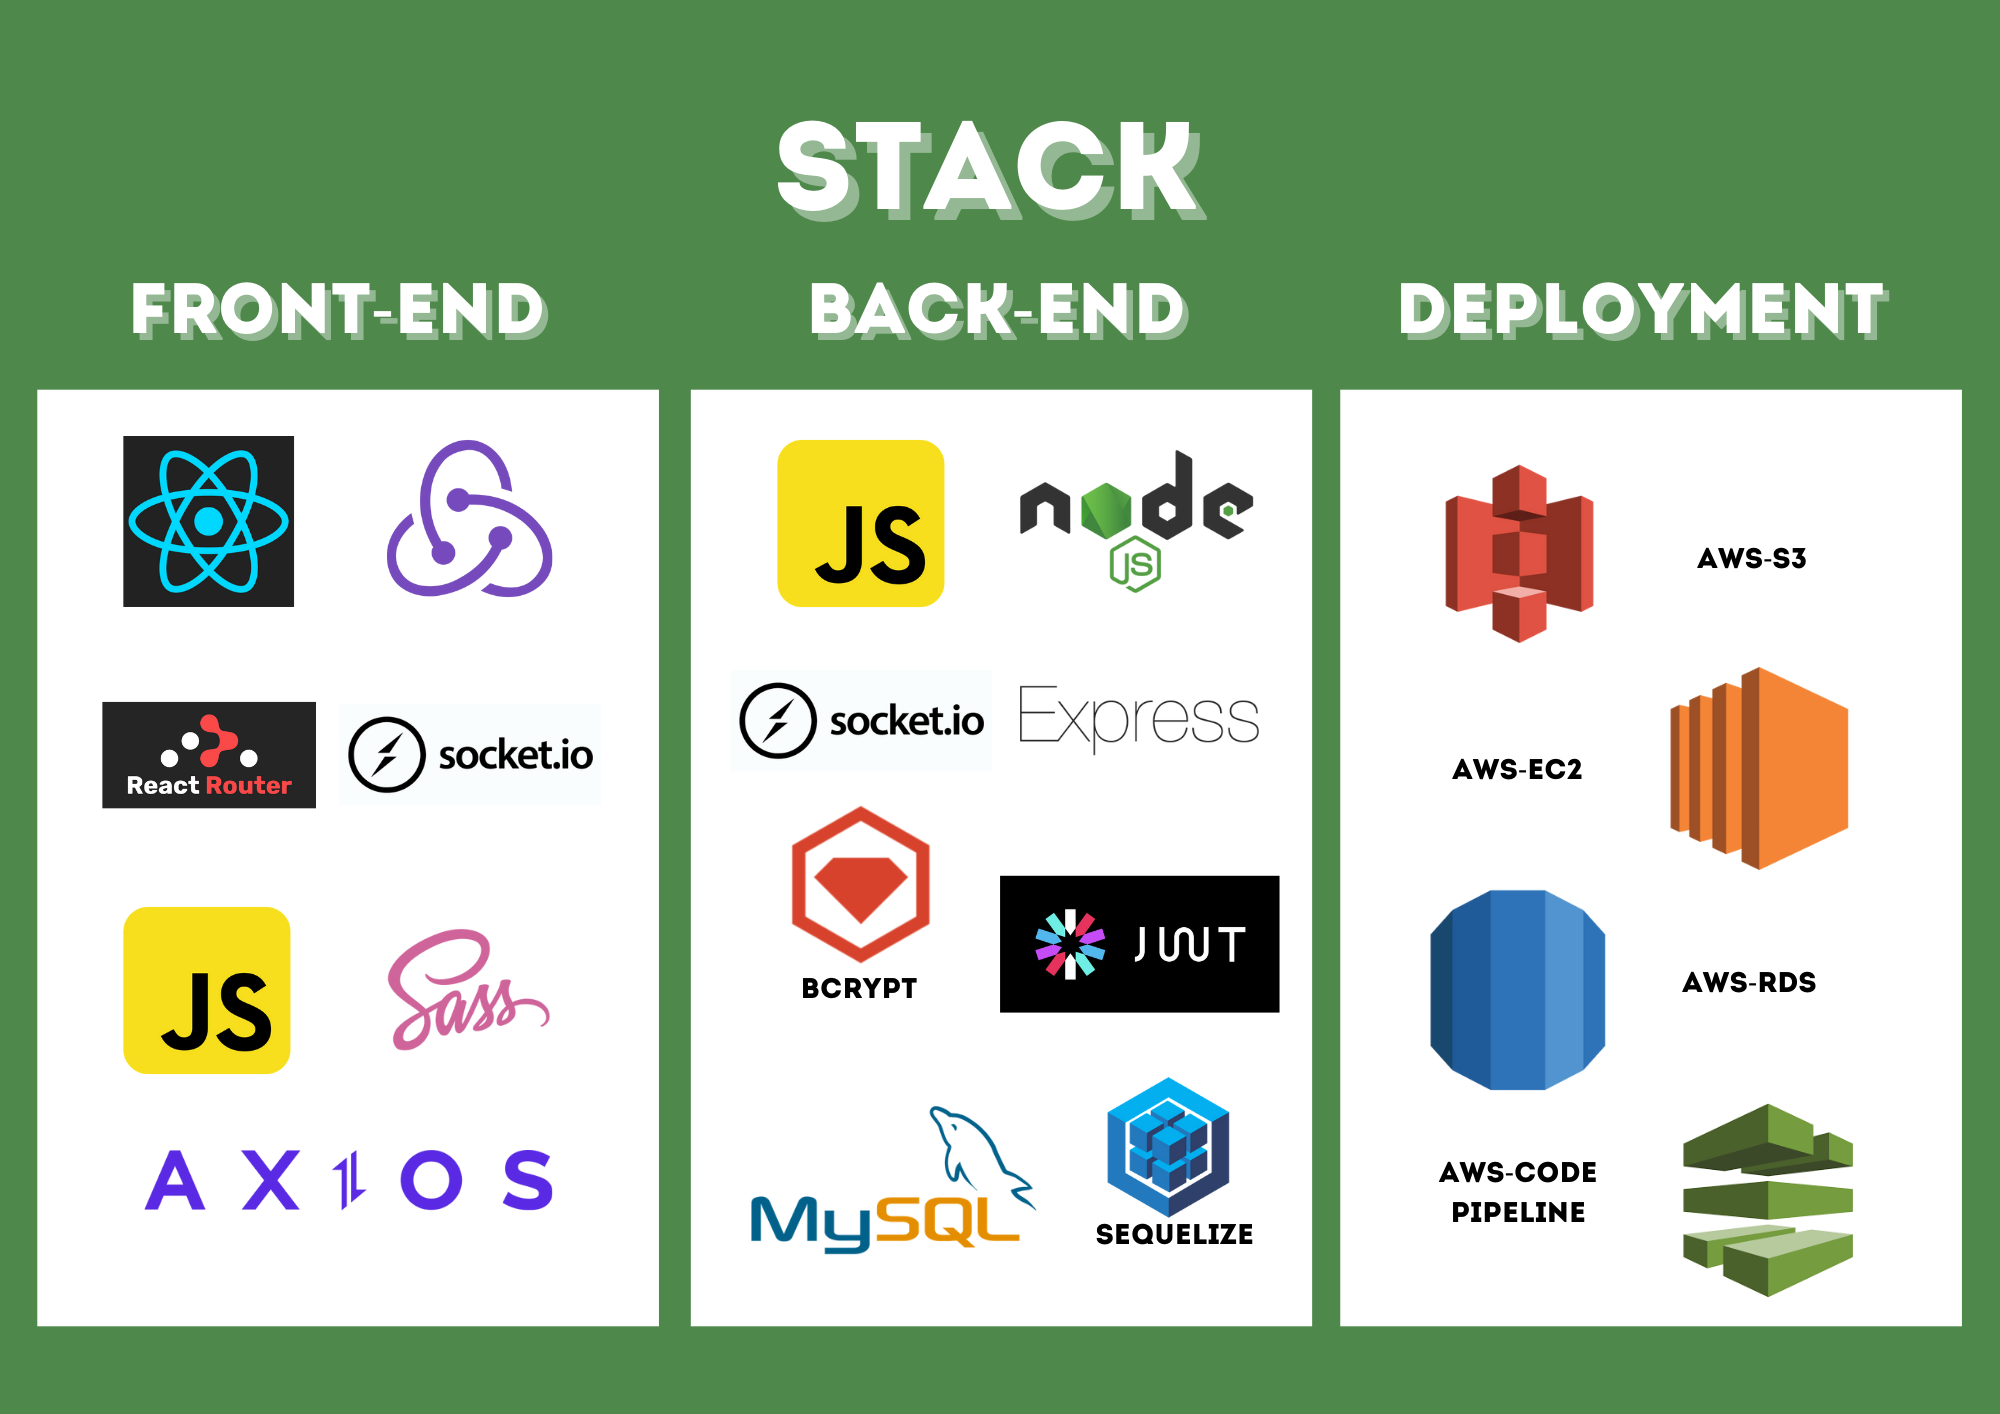 STACK
FRONT-END
BACK-END
DEPLOYMENT
React Router
socket.io
JS
Sass
AXIOS
JS
node
JS
socket.io
Express
BCRYPT
JWT
MySQL
SEQUELIZE
AWS-S3
AWS-EC2
AWS-RDS
AWS-CODE
PIPELINE